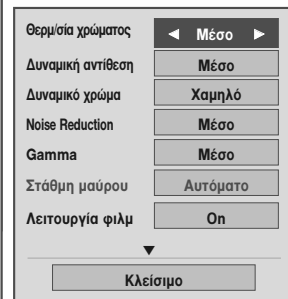 Θερμ/σία χρώματος ◀ Μέσο ▶
Δυναμική αντίθεση Μέσο
Δυναμικό χρώμα Χαμηλό
Noise Reduction Μέσο
Gamma Μέσο
Στάθμη μαύρου Αυτόματο
Λειτουργία φιλμ On
▼
Κλείσιμο